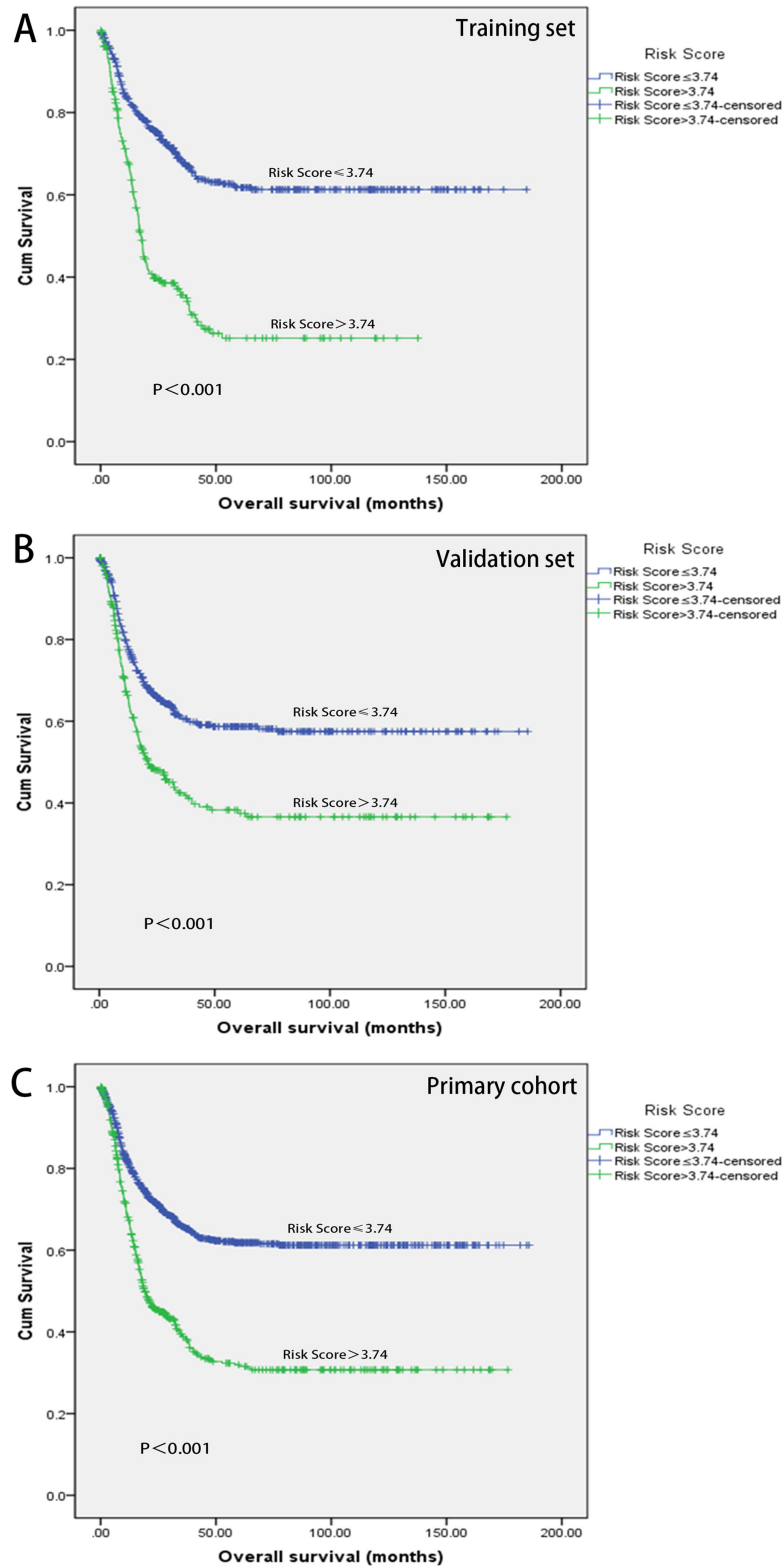 A
Training set
Risk Score
Risk Score≤3.74
Risk Score>3.74
Risk Score≤3.74-censored
Risk Score>3.74-censored
1.0
0.8
0.6
0.4
0.2
0.0
Cum Survival
Risk Score≤3.74
Risk Score>3.74
P<0.001
.00
50.00
100.00
150.00
200.00
Overall survival (months)
B
Validation set
Risk Score
Risk Score≤3.74
Risk Score>3.74
Risk Score≤3.74-censored
Risk Score>3.74-censored
1.0
0.8
0.6
0.4
0.2
0.0
Cum Survival
Risk Score≤3.74
Risk Score>3.74
P<0.001
.00
50.00
100.00
150.00
200.00
Overall survival (months)
C
Primary cohort
Risk Score
Risk Score≤3.74
Risk Score>3.74
Risk Score≤3.74-censored
Risk Score>3.74-censored
1.0
0.8
0.6
0.4
0.2
0.0
Cum Survival
Risk Score≤3.74
Risk Score>3.74
P<0.001
.00
50.00
100.00
150.00
200.00
Overall survival (months)